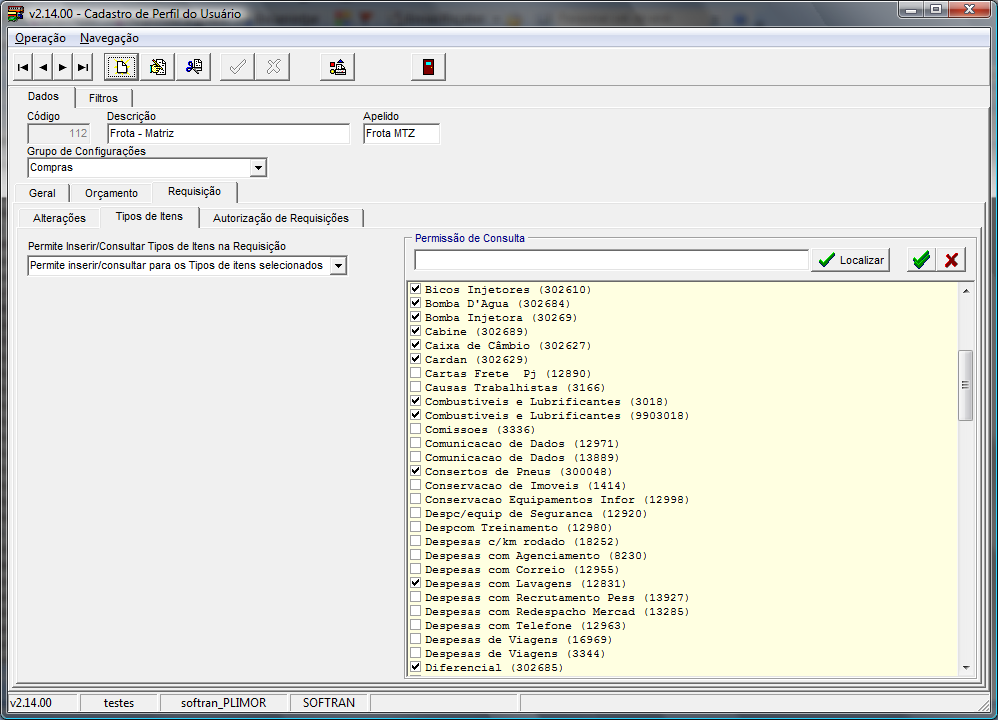 v2.14.00 - Cadastro de Perfil do Usuário
Operação Navegação
Dados Filtros
Código Descrição Apelido
112 Frota - Matriz Frota MTZ
Grupo de Configurações
Compras
Geral Orçamento Requisição
Alterações Tipos de Itens Autorização de Requisições
Permite Inserir/Consultar Tipos de Itens na Requisição
Permite inserir/consultar para os Tipos de itens selecionados
Permissão de Consulta
Localizar
Bicos Injetores (302610)
Bomba D'Agua (302684)
Bomba Injetora (30269)
Cabine (302689)
Caixa de Câmbio (302627)
Cardan (302629)
Cartas Frete  Pj (12890)
Causas Trabalhistas (3166)
Combustiveis e Lubrificantes (3018)
Combustiveis e Lubrificantes (9903018)
Comissoes (3336)
Comunicacao de Dados (12971)
Comunicacao de Dados (13889)
Consertos de Pneus (300048)
Conservacao de Imoveis (1414)
Conservacao Equipamentos Infor (12998)
Despc/equip de Seguranca (12920)
Despcom Treinamento (12980)
Despesas c/km rodado (18252)
Despesas com Agenciamento (8230)
Despesas com Correio (12955)
Despesas com Lavagens (12831)
Despesas com Recrutamento Pess (13927)
Despesas com Redespacho Mercad (13285)
Despesas com Telefone (12963)
Despesas de Viagens (16969)
Despesas de Viagens (3344)
Diferencial (302685)
v2.14.00 testes softran_PLIMOR SOFTRAN